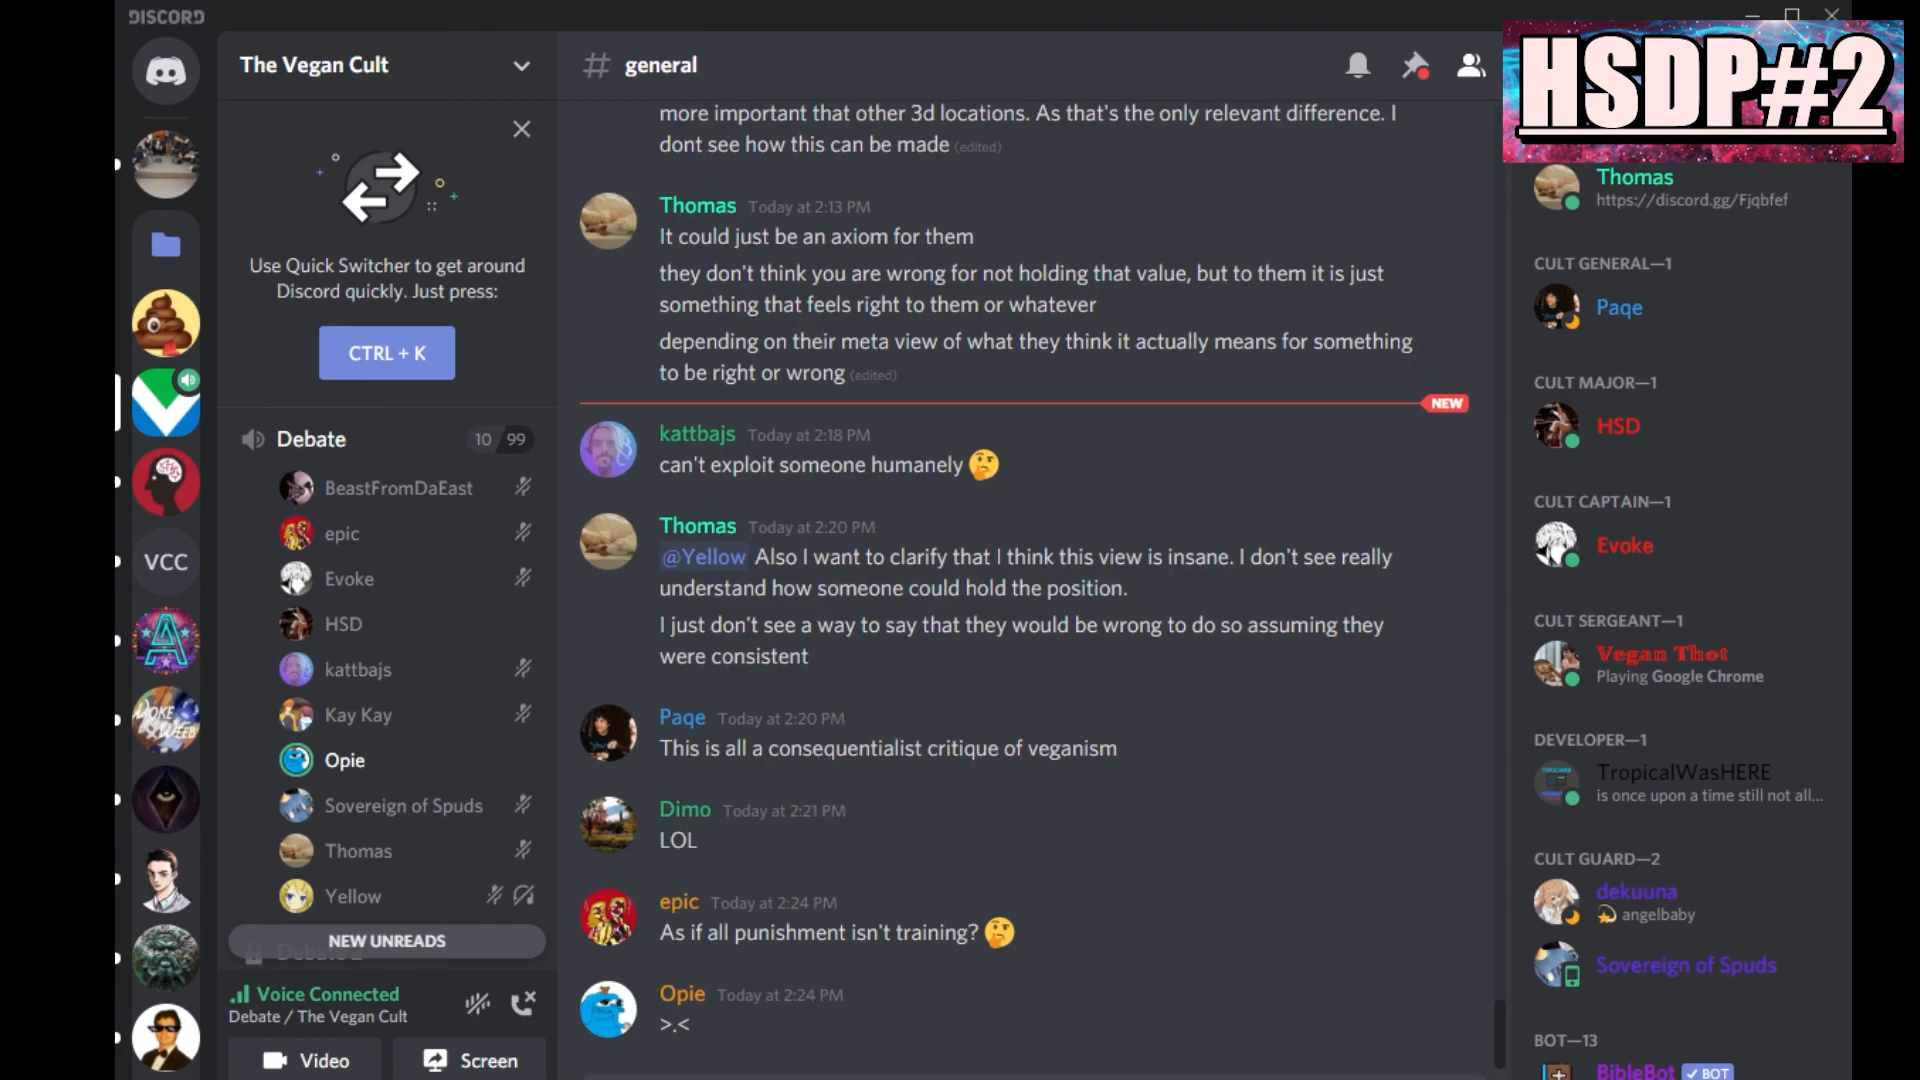 DISCORD
The Vegan Cult
Use Quick Switcher to get around
Discord quickly. Just press:
CTRL + K
Debate
10 99
BeastFromDaEast
epic
Evoke
HSD
kattbajs
Kay Kay
Opie
Sovereign of Spuds
Thomas
Yellow
NEW UNREADS
Voice Connected
Debate / The Vegan Cult
Video
Screen
VCC
general
more important that other 3d locations. As that's the only relevant difference. I
dont see how this can be made (edited)
Thomas Today at 2:13 PM
It could just be an axiom for them
they don't think you are wrong for not holding that value, but to them it is just
something that feels right to them or whatever
depending on their meta view of what they think it actually means for something
to be right or wrong (edited)
NEW
kattbajs Today at 2:18 PM
can't exploit someone humanely 🤔
Thomas Today at 2:20 PM
@Yellow Also I want to clarify that I think this view is insane. I don't see really
understand how someone could hold the position.
I just don't see a way to say that they would be wrong to do so assuming they
were consistent
Paqe Today at 2:20 PM
This is all a consequentialist critique of veganism
Dimo Today at 2:21 PM
LOL
epic Today at 2:24 PM
As if all punishment isn't training? 🤔
Opie Today at 2:24 PM
>.<
HSDP#2
Thomas
https://discord.gg/Fjqbfef
CULT GENERAL—1
Paqe
CULT MAJOR—1
HSD
CULT CAPTAIN—1
Evoke
CULT SERGEANT—1
Vegan Thot
Playing Google Chrome
DEVELOPER—1
TropicalWasHERE
is once upon a time still not all...
CULT GUARD—2
dekuuna
angelbaby
Sovereign of Spuds
BOT—13
BibleBot
BOT